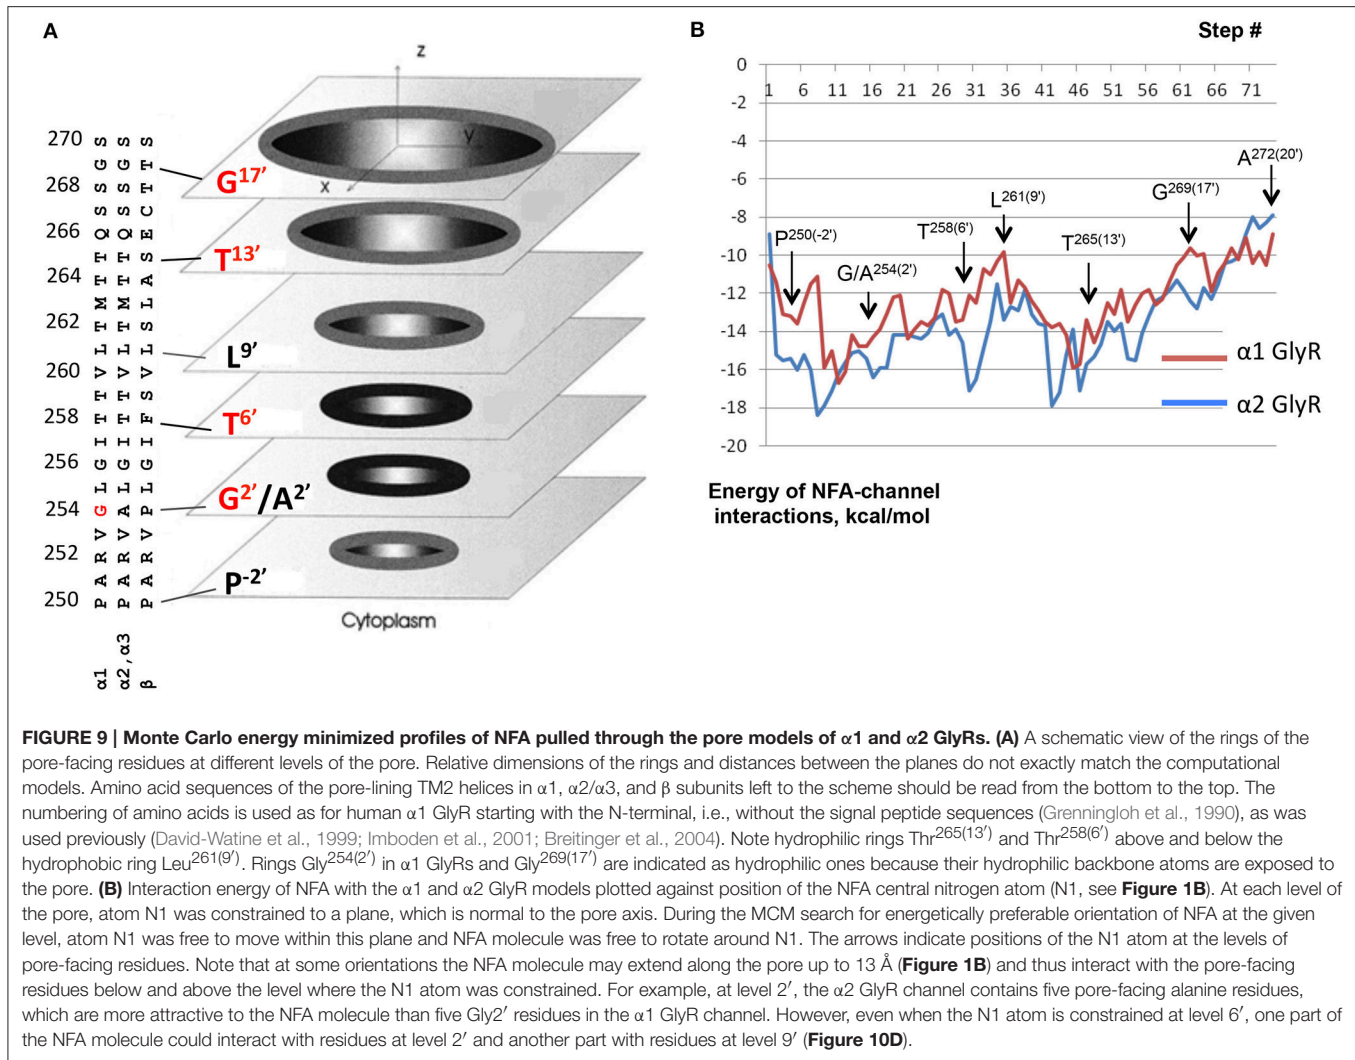 A
B
Step #
z
y
x
270
268
266
264
262
260
258
256
254
252
250
P A R V G L G I T T V L T M T T Q S S G S
P A R V A L G I T T V L T M T T Q S S G S
P A R V P L G I F S V L S L A S E C T T S
α1
α2,α3
β
G17′
T13′
L9′
T6′
G2′/A2′
P-2′
Cytoplasm
0
-2
-4
-6
-8
-10
-12
-14
-16
-18
-20
1 6 11 16 21 26 31 36 41 46 51 56 61 66 71
P250(-2′)
G/A254(2′)
T258(6′)
L261(9′)
T265(13′)
G269(17′)
A272(20′)
α1 GlyR
α2 GlyR
Energy of NFA-channel
interactions, kcal/mol
FIGURE 9 | Monte Carlo energy minimized profiles of NFA pulled through the pore models of α1 and α2 GlyRs. (A) A schematic view of the rings of the
pore-facing residues at different levels of the pore. Relative dimensions of the rings and distances between the planes do not exactly match the computational
models. Amino acid sequences of the pore-lining TM2 helices in α1, α2/α3, and β subunits left to the scheme should be read from the bottom to the top. The
numbering of amino acids is used as for human α1 GlyR starting with the N-terminal, i.e., without the signal peptide sequences (Grenningloh et al., 1990), as was
used previously (David-Watine et al., 1999; Imboden et al., 2001; Breitinger et al., 2004). Note hydrophilic rings Thr265(13′) and Thr258(6′) above and below the
hydrophobic ring Leu261(9′). Rings Gly254(2′) in α1 GlyRs and Gly269(17′) are indicated as hydrophilic ones because their hydrophilic backbone atoms are exposed to
the pore. (B) Interaction energy of NFA with the α1 and α2 GlyR models plotted against position of the NFA central nitrogen atom (N1, see Figure 1B). At each level of
the pore, atom N1 was constrained to a plane, which is normal to the pore axis. During the MCM search for energetically preferable orientation of NFA at the given
level, atom N1 was free to move within this plane and NFA molecule was free to rotate around N1. The arrows indicate positions of the N1 atom at the levels of
pore-facing residues. Note that at some orientations the NFA molecule may extend along the pore up to 13 Å (Figure 1B) and thus interact with the pore-facing
residues below and above the level where the N1 atom was constrained. For example, at level 2′, the α2 GlyR channel contains five pore-facing alanine residues,
which are more attractive to the NFA molecule than five Gly2′ residues in the α1 GlyR channel. However, even when the N1 atom is constrained at level 6′, one part of
the NFA molecule could interact with residues at level 2′ and another part with residues at level 9′ (Figure 10D).